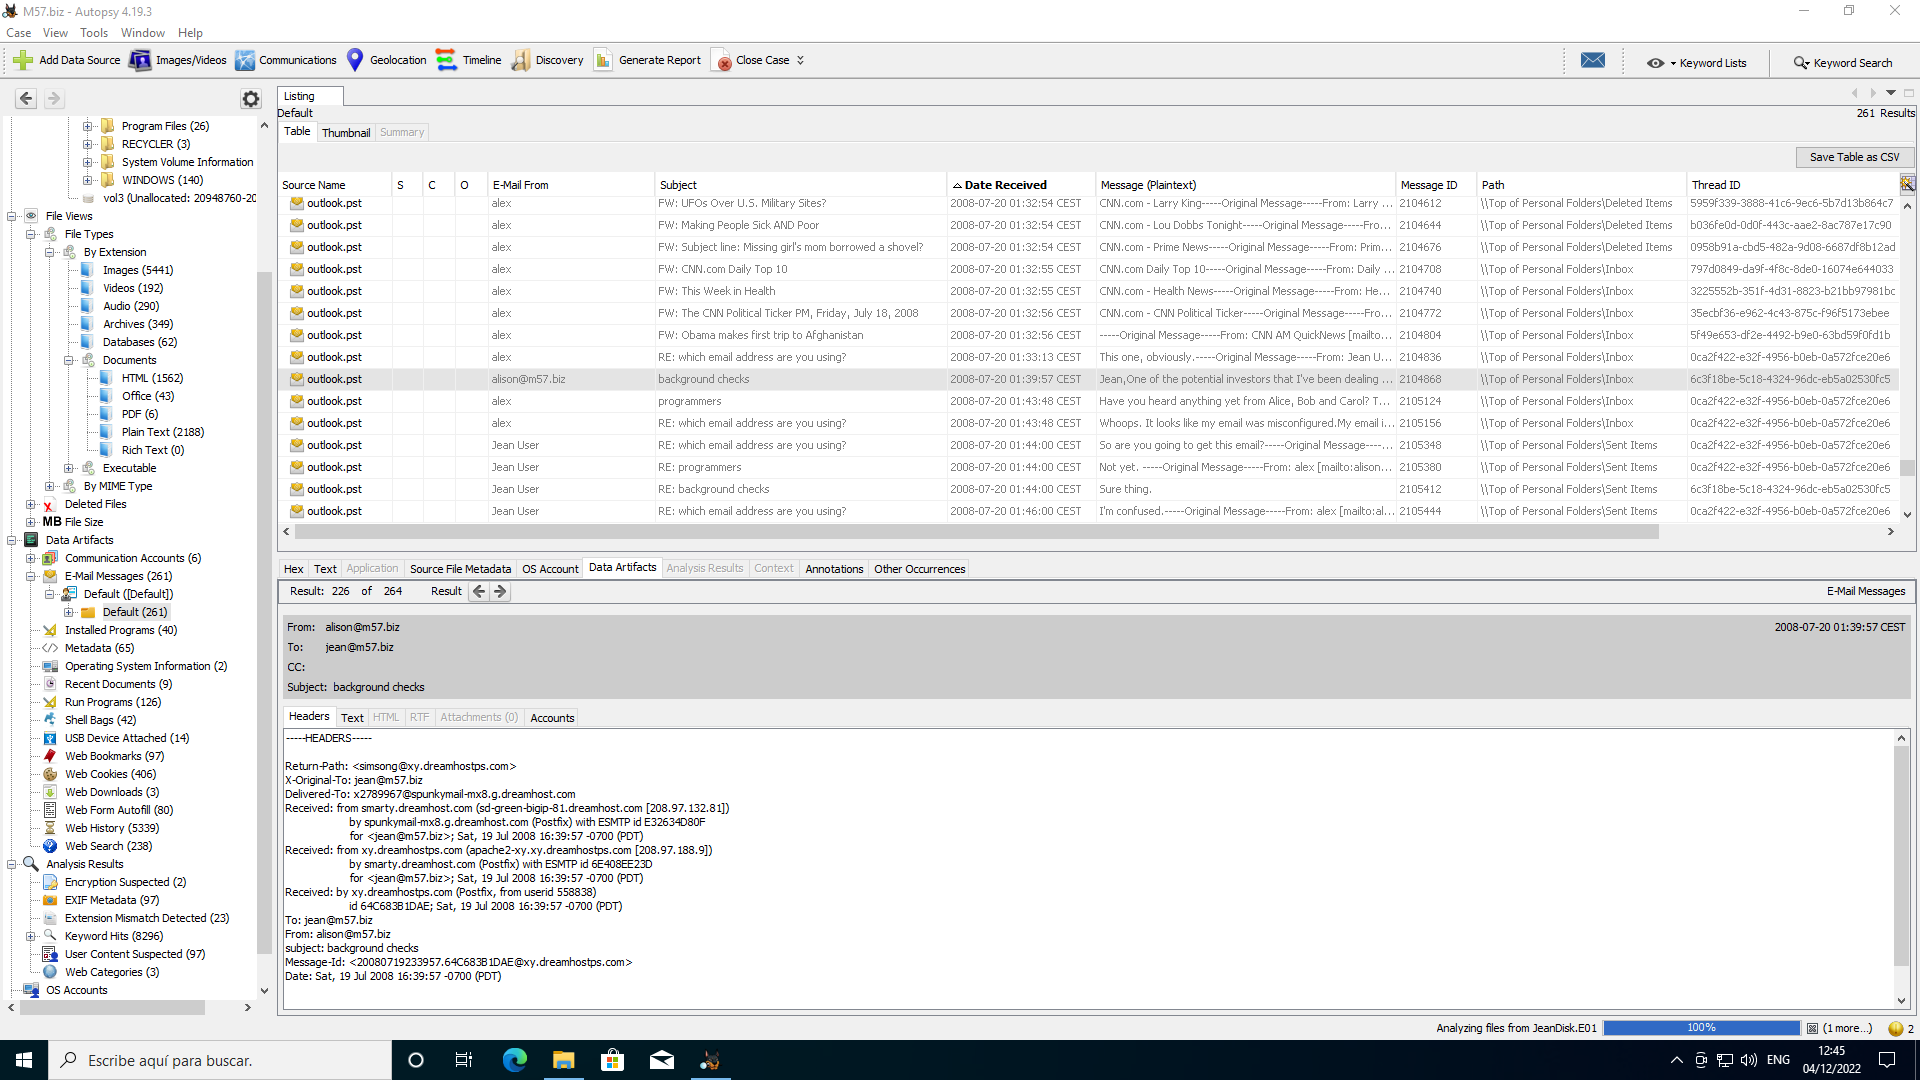 M57.biz - Autopsy 4.19.3
Case View Tools Window Help
Add Data Source Images/Videos Communications Geolocation Timeline Discovery Generate Report Close Case Keyword Lists Keyword Search
Program Files (26)
RECYCLER (3)
System Volume Information
WINDOWS (140)
vol3 (Unallocated: 20948760-20
File Views
File Types
By Extension
Images (5441)
Videos (192)
Audio (290)
Archives (349)
Databases (62)
Documents
HTML (1562)
Office (43)
PDF (6)
Plain Text (2188)
Rich Text (0)
Executable
By MIME Type
Deleted Files
MB File Size
Data Artifacts
Communication Accounts (6)
E-Mail Messages (261)
Default ([Default])
Default (261)
Installed Programs (40)
Metadata (65)
Operating System Information (2)
Recent Documents (9)
Run Programs (126)
Shell Bags (42)
USB Device Attached (14)
Web Bookmarks (97)
Web Cookies (406)
Web Downloads (3)
Web Form Autofill (80)
Web History (5339)
Web Search (238)
Analysis Results
Encryption Suspected (2)
EXIF Metadata (97)
Extension Mismatch Detected (23)
Keyword Hits (8296)
User Content Suspected (97)
Web Categories (3)
OS Accounts
Listing
Default
261 Results
Table Thumbnail Summary
Save Table as CSV
Source Name S C O E-Mail From Subject Date Received Message (Plaintext) Message ID Path Thread ID
outlook.pst alex FW: UFOs Over U.S. Military Sites? 2008-07-20 01:32:54 CEST CNN.com - Larry King-----Original Message-----From: Larry ... 2104612 \\Top of Personal Folders\Deleted Items 5959f339-3888-41c6-9ec6-5b7d13b864c7
outlook.pst alex FW: Making People Sick AND Poor 2008-07-20 01:32:54 CEST CNN.com - Lou Dobbs Tonight-----Original Message-----Fro... 2104644 \\Top of Personal Folders\Deleted Items b036fe0d-0d0f-443c-aae2-8ac787e17c90
outlook.pst alex FW: Subject line: Missing girl's mom borrowed a shovel? 2008-07-20 01:32:54 CEST CNN.com - Prime News-----Original Message-----From: Prim... 2104676 \\Top of Personal Folders\Deleted Items 0958b91a-cbd5-482a-9d08-6687df8b12ad
outlook.pst alex FW: CNN.com Daily Top 10 2008-07-20 01:32:55 CEST CNN.com Daily Top 10-----Original Message-----From: Daily ... 2104708 \\Top of Personal Folders\Inbox 797d0849-da9f-4f8c-8de0-16074e644033
outlook.pst alex FW: This Week in Health 2008-07-20 01:32:55 CEST CNN.com - Health News-----Original Message-----From: He... 2104740 \\Top of Personal Folders\Inbox 3225552b-351f-4d31-8823-b21bb97981bc
outlook.pst alex FW: The CNN Political Ticker PM, Friday, July 18, 2008 2008-07-20 01:32:56 CEST CNN.com - CNN Political Ticker-----Original Message-----Fro... 2104772 \\Top of Personal Folders\Inbox 35ecbf36-e962-4c43-875c-f96f5173ebee
outlook.pst alex FW: Obama makes first trip to Afghanistan 2008-07-20 01:32:56 CEST -----Original Message-----From: CNN AM QuickNews [mailto... 2104804 \\Top of Personal Folders\Inbox 5f49e653-df2e-4492-b9e0-63bd59f0fd1b
outlook.pst alex RE: which email address are you using? 2008-07-20 01:33:13 CEST This one, obviously.-----Original Message-----From: Jean U... 2104836 \\Top of Personal Folders\Inbox 0ca2f422-e32f-4956-b0eb-0a572fce20e6
outlook.pst alison@m57.biz background checks 2008-07-20 01:39:57 CEST Jean,One of the potential investors that I've been dealing ... 2104868 \\Top of Personal Folders\Inbox 6c3f18be-5c18-4324-96dc-eb5a02530fc5
outlook.pst alex programmers 2008-07-20 01:43:48 CEST Have you heard anything yet from Alice, Bob and Carol? T... 2105124 \\Top of Personal Folders\Inbox 0ca2f422-e32f-4956-b0eb-0a572fce20e6
outlook.pst alex RE: which email address are you using? 2008-07-20 01:43:48 CEST Whoops. It looks like my email was misconfigured.My email i... 2105156 \\Top of Personal Folders\Inbox 0ca2f422-e32f-4956-b0eb-0a572fce20e6
outlook.pst Jean User RE: which email address are you using? 2008-07-20 01:44:00 CEST So are you going to get this email?-----Original Message----... 2105348 \\Top of Personal Folders\Sent Items 0ca2f422-e32f-4956-b0eb-0a572fce20e6
outlook.pst Jean User RE: programmers 2008-07-20 01:44:00 CEST Not yet. -----Original Message-----From: alex [mailto:alison... 2105380 \\Top of Personal Folders\Sent Items 0ca2f422-e32f-4956-b0eb-0a572fce20e6
outlook.pst Jean User RE: background checks 2008-07-20 01:44:00 CEST Sure thing. 2105412 \\Top of Personal Folders\Sent Items 6c3f18be-5c18-4324-96dc-eb5a02530fc5
outlook.pst Jean User RE: which email address are you using? 2008-07-20 01:46:00 CEST I'm confused.-----Original Message-----From: alex [mailto:al... 2105444 \\Top of Personal Folders\Sent Items 0ca2f422-e32f-4956-b0eb-0a572fce20e6
Hex Text Application Source File Metadata OS Account Data Artifacts Analysis Results Context Annotations Other Occurrences
Result: 226 of 264 Result E-Mail Messages
From: alison@m57.biz 2008-07-20 01:39:57 CEST
To: jean@m57.biz
CC:
Subject: background checks
Headers Text HTML RTF Attachments (0) Accounts
-----HEADERS-----
Return-Path: <simsong@xy.dreamhostps.com>
X-Original-To: jean@m57.biz
Delivered-To: x2789967@spunkymail-mx8.g.dreamhost.com
Received: from smarty.dreamhost.com (sd-green-bigip-81.dreamhost.com [208.97.132.81])
by spunkymail-mx8.g.dreamhost.com (Postfix) with ESMTP id E32634D80F
for <jean@m57.biz>; Sat, 19 Jul 2008 16:39:57 -0700 (PDT)
Received: from xy.dreamhostps.com (apache2-xy.xy.dreamhostps.com [208.97.188.9])
by smarty.dreamhost.com (Postfix) with ESMTP id 6E408EE23D
for <jean@m57.biz>; Sat, 19 Jul 2008 16:39:57 -0700 (PDT)
Received: by xy.dreamhostps.com (Postfix, from userid 558838)
id 64C683B1DAE; Sat, 19 Jul 2008 16:39:57 -0700 (PDT)
To: jean@m57.biz
From: alison@m57.biz
subject: background checks
Message-Id: <20080719233957.64C683B1DAE@xy.dreamhostps.com>
Date: Sat, 19 Jul 2008 16:39:57 -0700 (PDT)
Analyzing files from JeanDisk.E01 100% (1 more...) 2
Escribe aquí para buscar.
ENG
12:45
04/12/2022